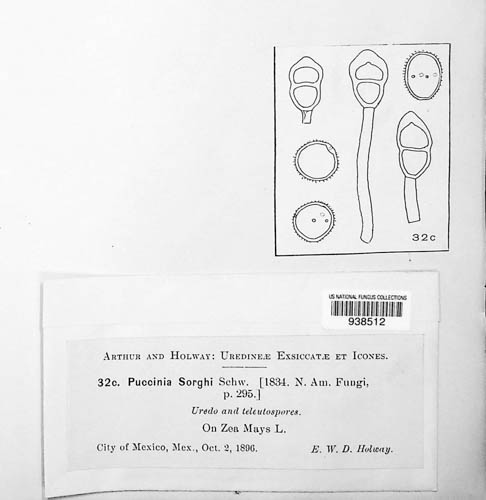 32c
US NATIONAL FUNGUS COLLECTIONS
938512
ARTHUR AND HOLWAY: UREDINEÆ EXSICCATÆ ET ICONES.
32c. Puccinia Sorghi Schw. [1834. N. Am. Fungi,
p. 295.]
Uredo and teleutospores.
On Zea Mays L.
City of Mexico, Mex., Oct. 2, 1896. E. W. D. Holway.